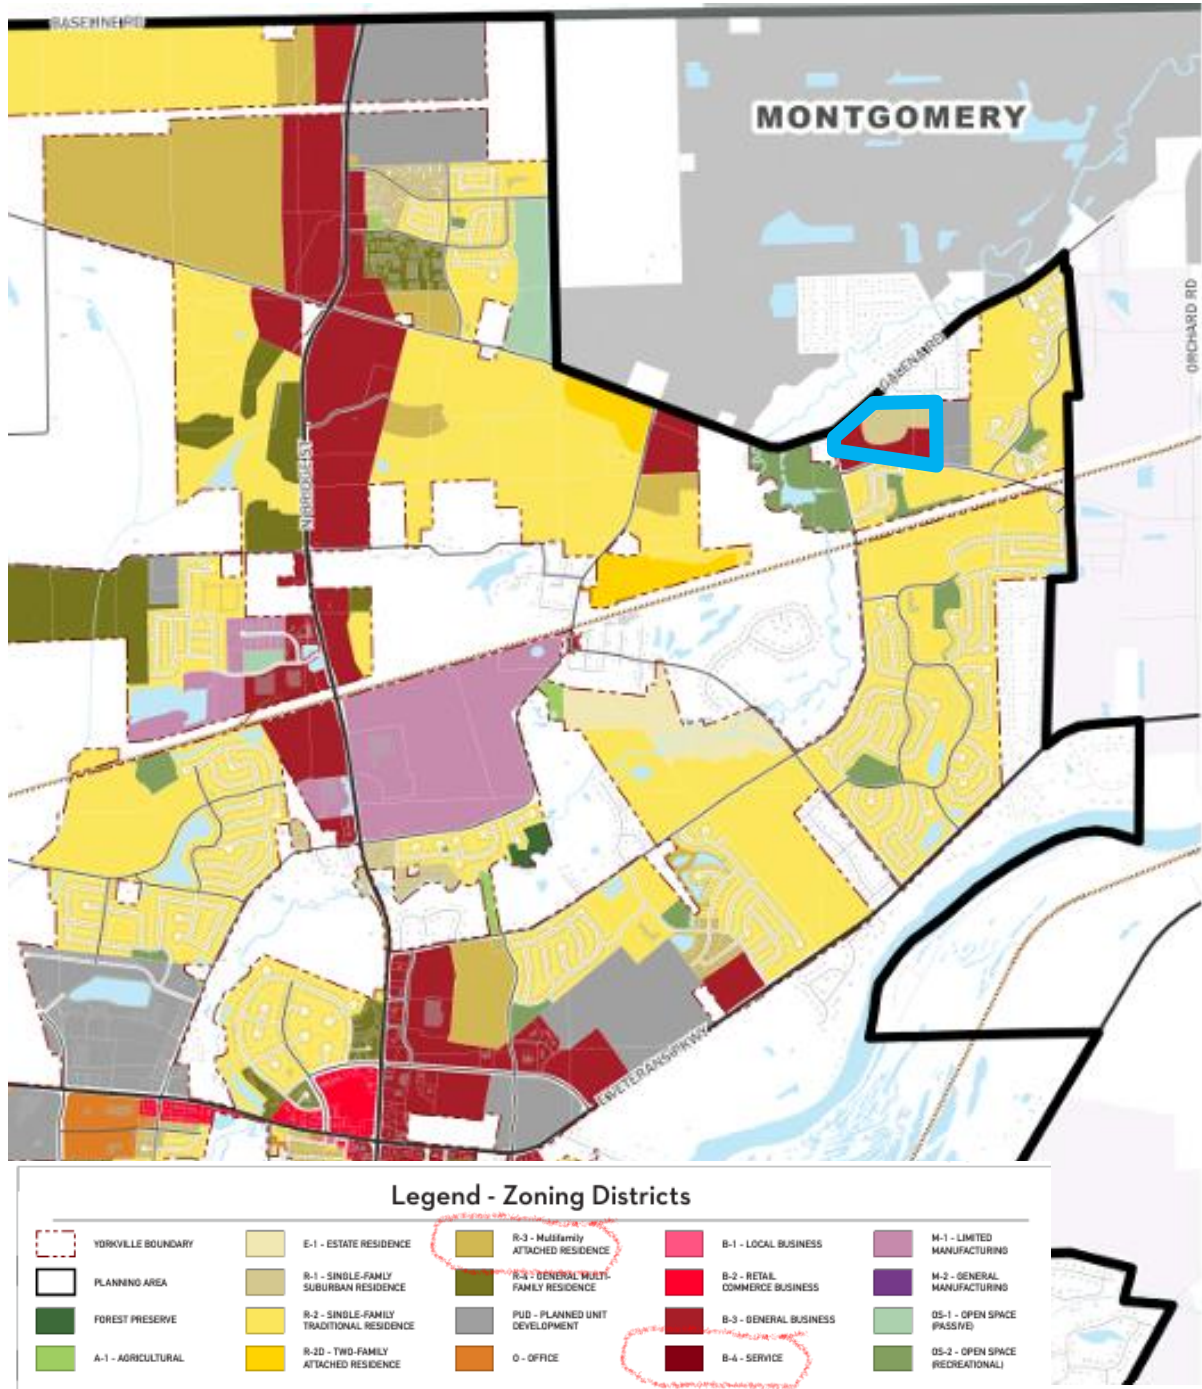 BASELINE RD
MONTGOMERY
ORCHARD RD
GALENA RD
N BRIDGE ST
E VETERANS PKWY
Legend - Zoning Districts
YORKVILLE BOUNDARY
PLANNING AREA
FOREST PRESERVE
A-1 - AGRICULTURAL
E-1 - ESTATE RESIDENCE
R-1 - SINGLE-FAMILY
SUBURBAN RESIDENCE
R-2 - SINGLE-FAMILY
TRADITIONAL RESIDENCE
R-2D - TWO-FAMILY
ATTACHED RESIDENCE
R-3 - Multifamily
ATTACHED RESIDENCE
R-4 - GENERAL MULTI-
FAMILY RESIDENCE
PUD - PLANNED UNIT
DEVELOPMENT
O - OFFICE
B-1 - LOCAL BUSINESS
B-2 - RETAIL
COMMERCE BUSINESS
B-3 - GENERAL BUSINESS
B-4 - SERVICE
M-1 - LIMITED
MANUFACTURING
M-2 - GENERAL
MANUFACTURING
OS-1 - OPEN SPACE
(PASSIVE)
OS-2 - OPEN SPACE
(RECREATIONAL)